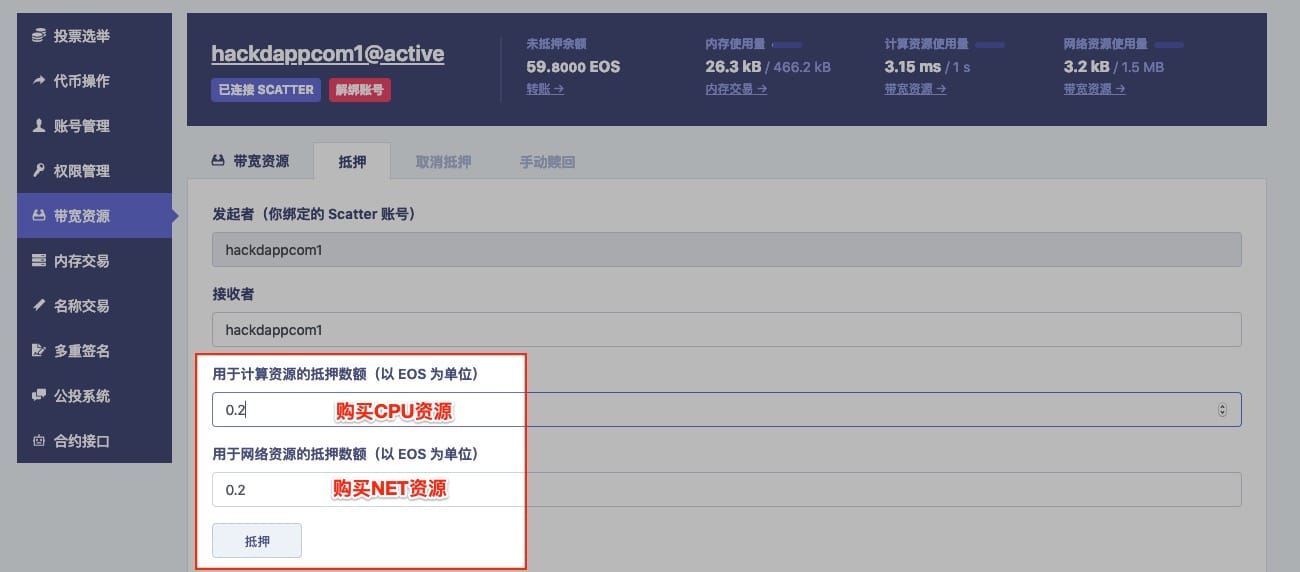 投票选举
代币操作
账号管理
权限管理
带宽资源
内存交易
名称交易
多重签名
公投系统
合约接口
hackdappcom1@active
已连接 SCATTER
解绑账号
未抵押余额
59.8000 EOS
转账 →
内存使用量
26.3 kB / 466.2 kB
内存交易 →
计算资源使用量
3.15 ms / 1 s
带宽资源 →
网络资源使用量
3.2 kB / 1.5 MB
带宽资源 →
带宽资源
抵押
取消抵押
手动赎回
发起者（你绑定的 Scatter 账号）
hackdappcom1
接收者
hackdappcom1
用于计算资源的抵押数额（以 EOS 为单位）
0.2
购买CPU资源
用于网络资源的抵押数额（以 EOS 为单位）
0.2
购买NET资源
抵押